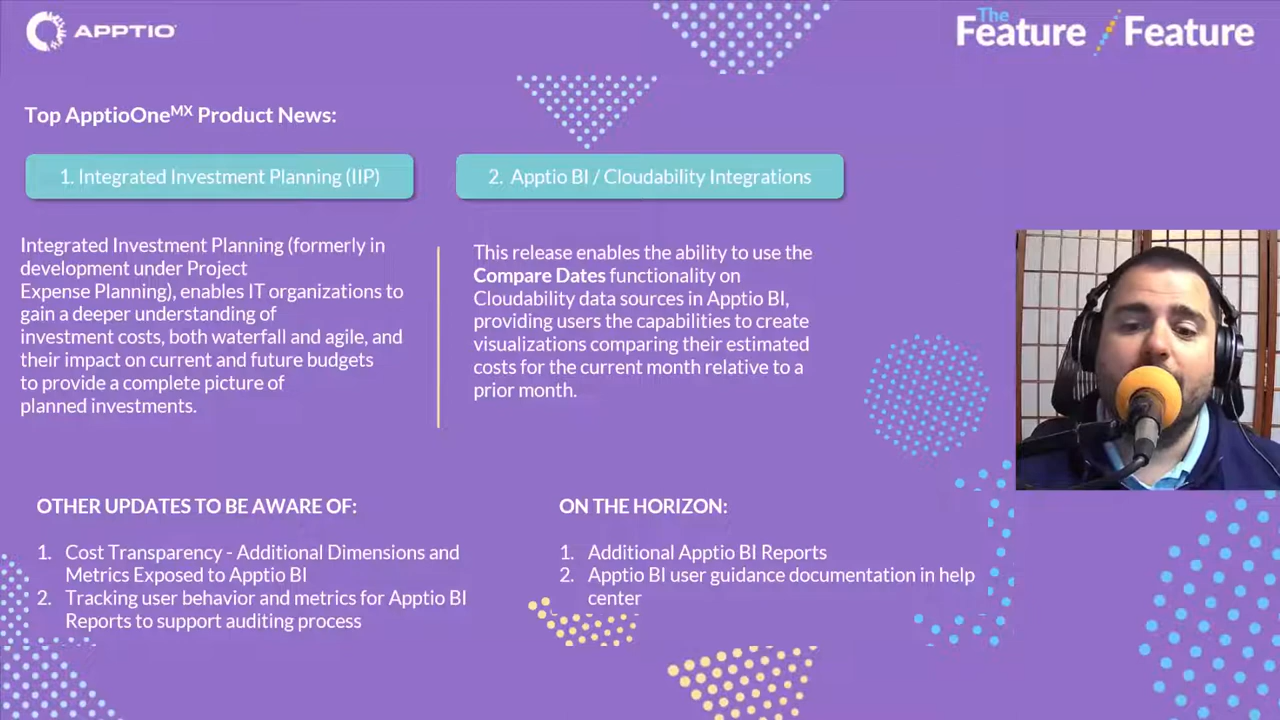 APPTIO
The
Feature / Feature
Top ApptioOneMX Product News:
1. Integrated Investment Planning (IIP)
Integrated Investment Planning (formerly in
development under Project
Expense Planning), enables IT organizations to
gain a deeper understanding of
investment costs, both waterfall and agile, and
their impact on current and future budgets
to provide a complete picture of
planned investments.
2. Apptio BI / Cloudability Integrations
This release enables the ability to use the
Compare Dates functionality on
Cloudability data sources in Apptio BI,
providing users the capabilities to create
visualizations comparing their estimated
costs for the current month relative to a
prior month.
OTHER UPDATES TO BE AWARE OF:
1. Cost Transparency - Additional Dimensions and
Metrics Exposed to Apptio BI
2. Tracking user behavior and metrics for Apptio BI
Reports to support auditing process
ON THE HORIZON:
1. Additional Apptio BI Reports
2. Apptio BI user guidance documentation in help
center